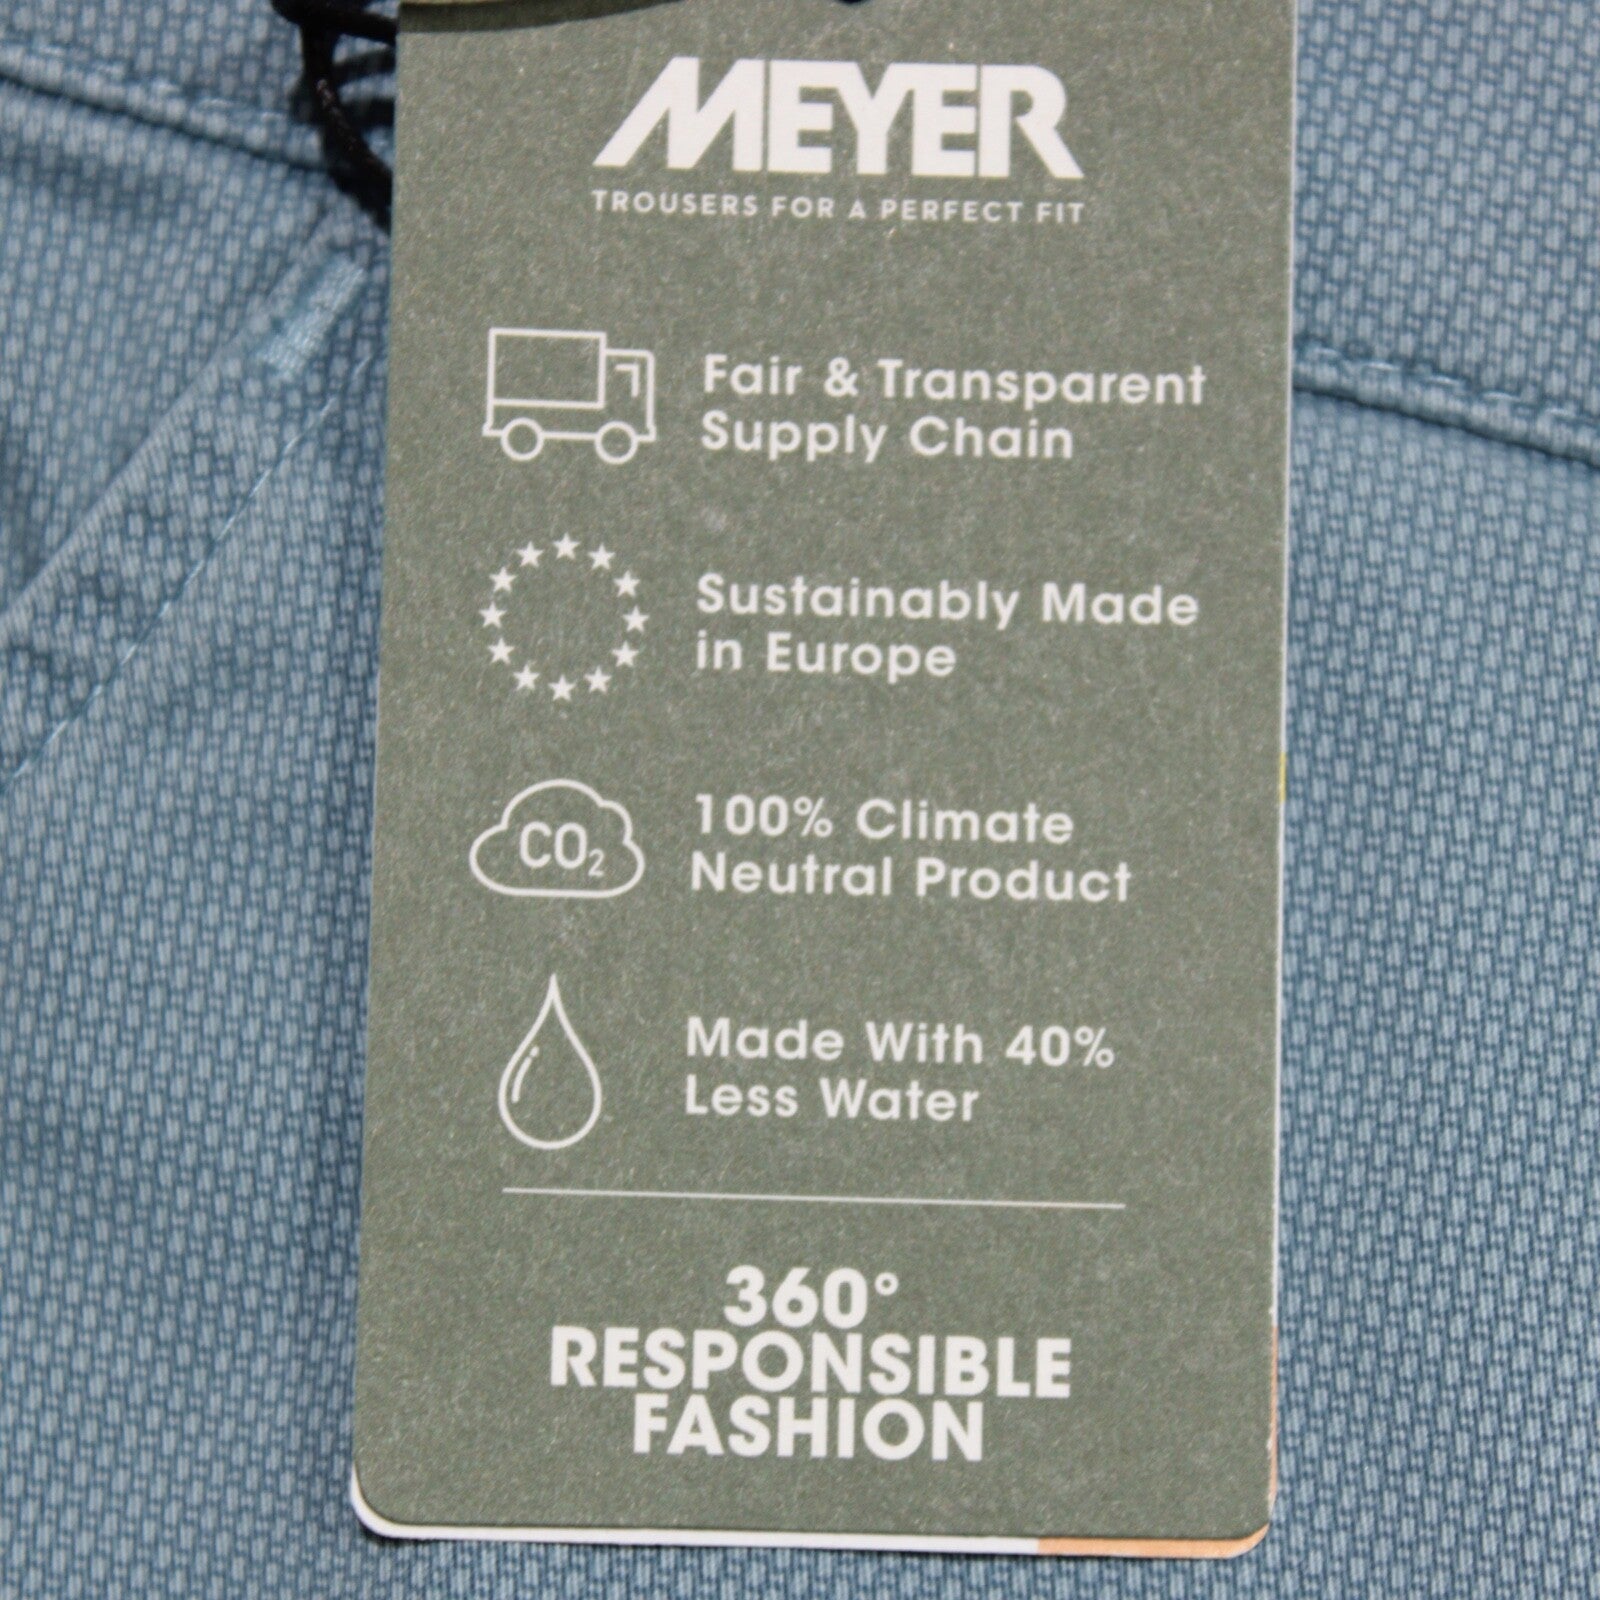 MEYER
TROUSERS FOR A PERFECT FIT
Fair & Transparent
Supply Chain
Sustainably Made
in Europe
CO₂
100% Climate
Neutral Product
Made With 40%
Less Water
360°
RESPONSIBLE
FASHION